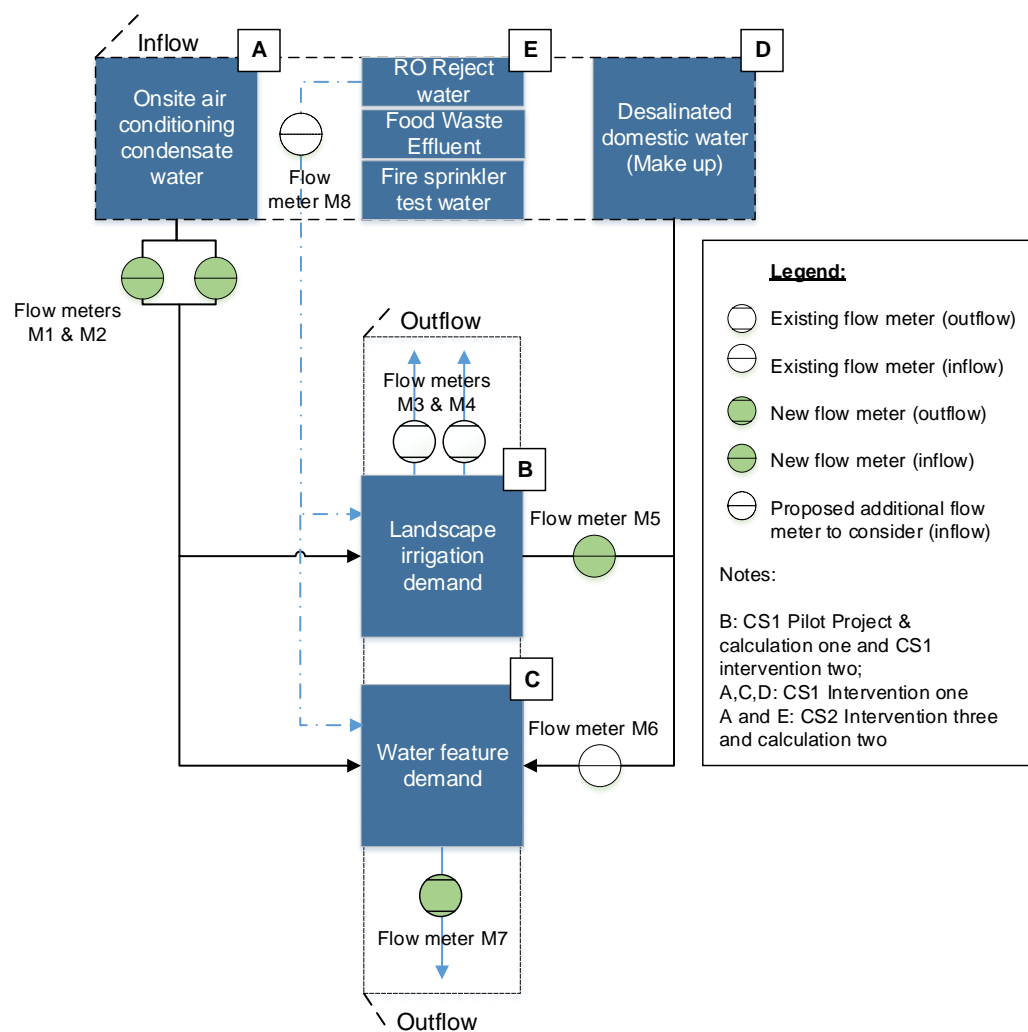 Inflow
A
E
D
Onsite air
conditioning
condensate
water
RO Reject
water
Food Waste
Effluent
Fire sprinkler
test water
Desalinated
domestic water
(Make up)
Flow
meter M8
Flow meters
M1 & M2
Outflow
Flow meters
M3 & M4
B
Landscape
irrigation
demand
Flow meter M5
C
Water feature
demand
Flow meter M6
Flow meter M7
Outflow
Legend:
Existing flow meter (outflow)
Existing flow meter (inflow)
New flow meter (outflow)
New flow meter (inflow)
Proposed additional flow
meter to consider (inflow)
Notes:
B: CS1 Pilot Project &
calculation one and CS1
intervention two;
A,C,D: CS1 Intervention one
A and E: CS2 Intervention three
and calculation two